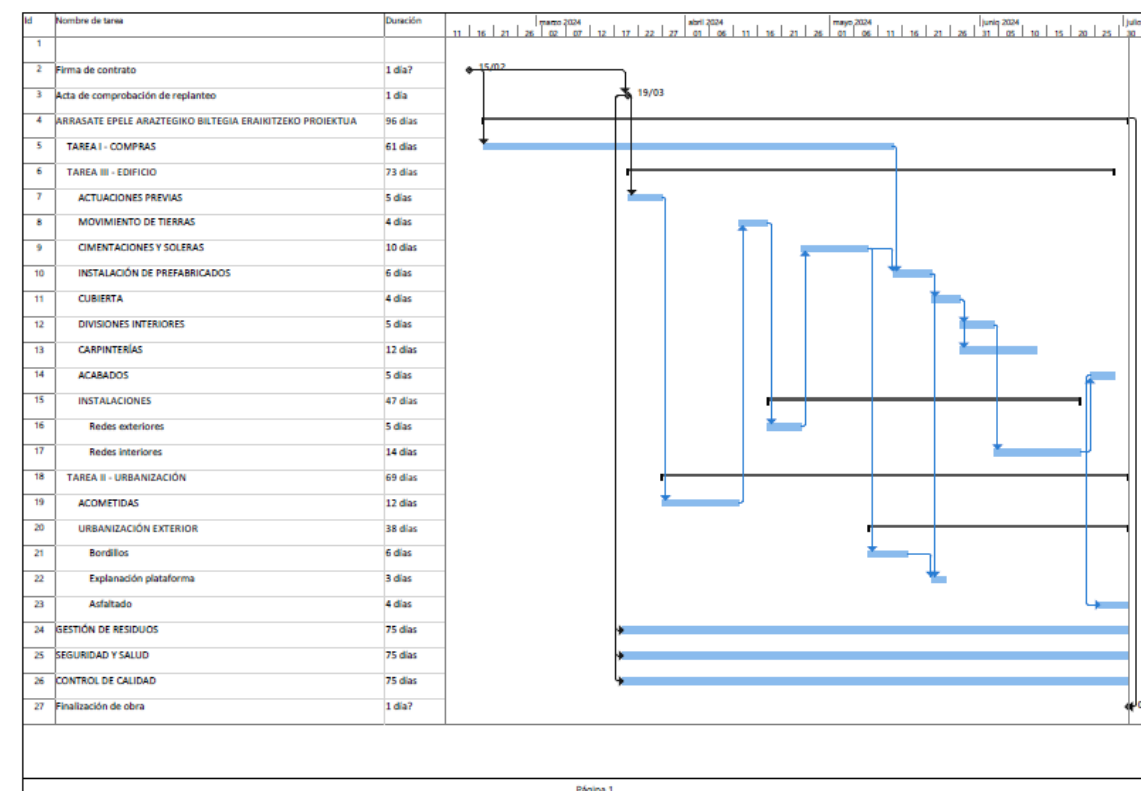 Id Nombre de tarea Duración
marzo 2024 abril 2024 mayo 2024 junio 2024 julio
11 16 21 26 02 07 12 17 22 27 01 06 11 16 21 26 01 06 11 16 21 26 31 05 10 15 20 25 30
1
2 Firma de contrato 1 día? 15/02
3 Acta de comprobación de replanteo 1 día 19/03
4 ARRASATE EPELE ARAZTEGIKO BILTEGIA ERAIKITZEKO PROIEKTUA 96 días
5 TAREA I - COMPRAS 61 días
6 TAREA III - EDIFICIO 73 días
7 ACTUACIONES PREVIAS 5 días
8 MOVIMIENTO DE TIERRAS 4 días
9 CIMENTACIONES Y SOLERAS 10 días
10 INSTALACIÓN DE PREFABRICADOS 6 días
11 CUBIERTA 4 días
12 DIVISIONES INTERIORES 5 días
13 CARPINTERÍAS 12 días
14 ACABADOS 5 días
15 INSTALACIONES 47 días
16 Redes exteriores 5 días
17 Redes interiores 14 días
18 TAREA II - URBANIZACIÓN 69 días
19 ACOMETIDAS 12 días
20 URBANIZACIÓN EXTERIOR 38 días
21 Bordillos 6 días
22 Explanación plataforma 3 días
23 Asfaltado 4 días
24 GESTIÓN DE RESIDUOS 75 días
25 SEGURIDAD Y SALUD 75 días
26 CONTROL DE CALIDAD 75 días
27 Finalización de obra 1 día?
Página 1